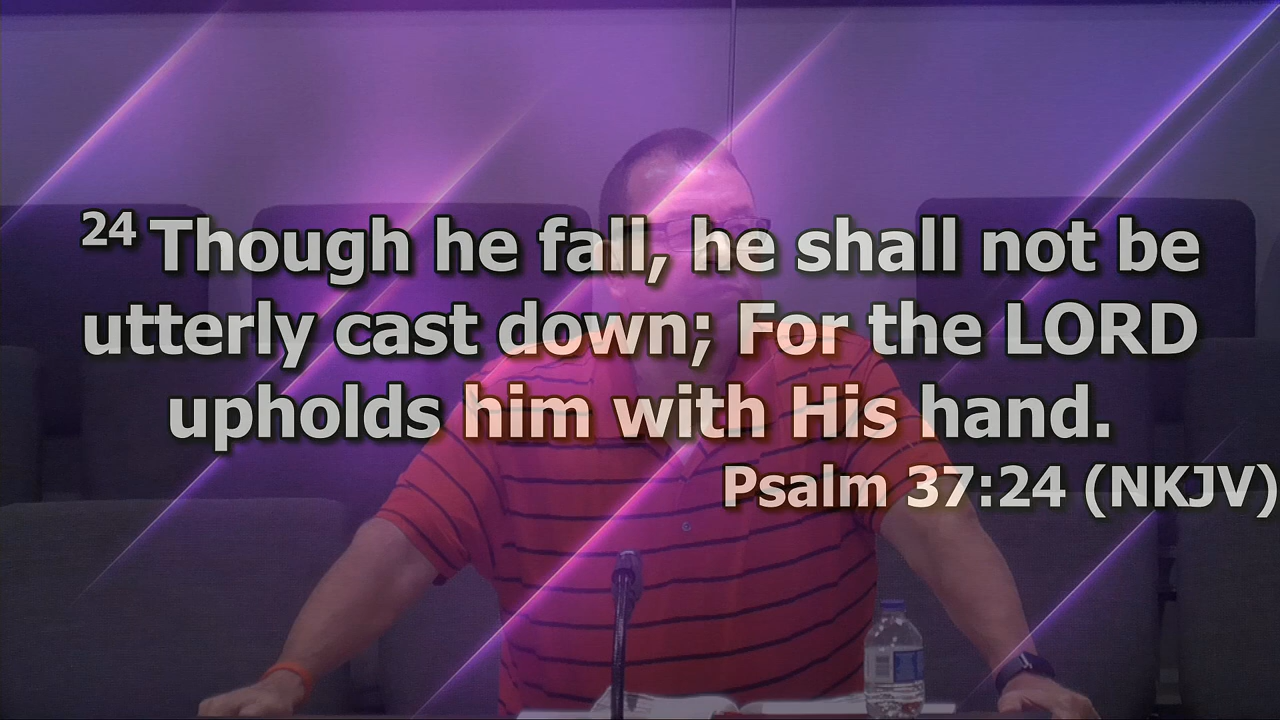 24 Though he fall, he shall not be
utterly cast down; For the LORD
upholds him with His hand.
Psalm 37:24 (NKJV)